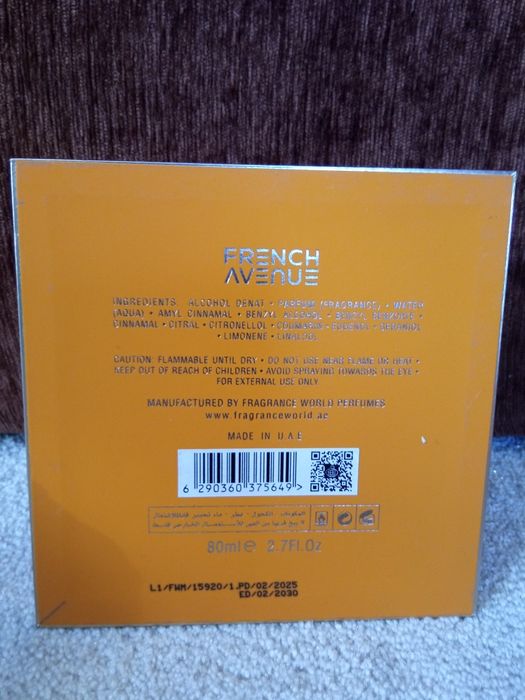 FRENCH
AVENUE
INGREDIENTS: ALCOHOL DENAT • PARFUM (FRAGRANCE) • WATER
(AQUA) • AMYL CINNAMAL • BENZYL ALCOHOL • BENZYL BENZOATE •
CINNAMAL • CITRAL • CITRONELLOL • COUMARIN • EUGENOL • GERANIOL
• LIMONENE • LINALOOL
CAUTION: FLAMMABLE UNTIL DRY • DO NOT USE NEAR FLAME OR HEAT •
KEEP OUT OF REACH OF CHILDREN • AVOID SPRAYING TOWARDS THE EYE •
FOR EXTERNAL USE ONLY
MANUFACTURED BY FRAGRANCE WORLD PERFUMES
www.fragranceworld.ae
MADE IN U.A.E
6 290360 375649 >
المكونات: الكحول - عطر - ماء
80ml e 2.7Fl.Oz
L1/FWM/15920/1.PD/02/2025
ED/02/2030